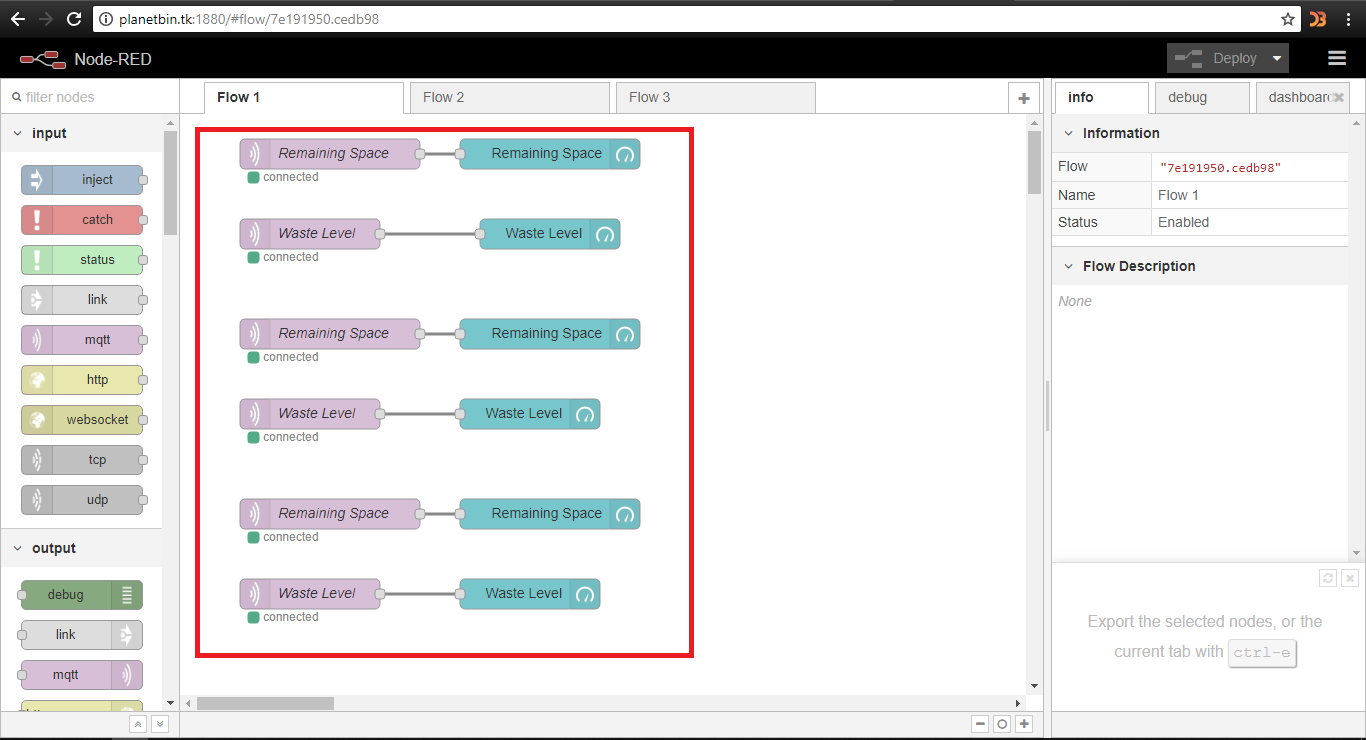 planetbin.tk:1880/#flow/7e191950.cedb98
Node-RED
Deploy
filter nodes
Flow 1
Flow 2
Flow 3
info
debug
dashboard
input
inject
catch
status
link
mqtt
http
websocket
tcp
udp
output
debug
link
mqtt
Remaining Space
Remaining Space
connected
Waste Level
Waste Level
connected
Remaining Space
Remaining Space
connected
Waste Level
Waste Level
connected
Remaining Space
Remaining Space
connected
Waste Level
Waste Level
connected
Information
Flow "7e191950.cedb98"
Name Flow 1
Status Enabled
Flow Description
None
Export the selected nodes, or the
current tab with ctrl-e